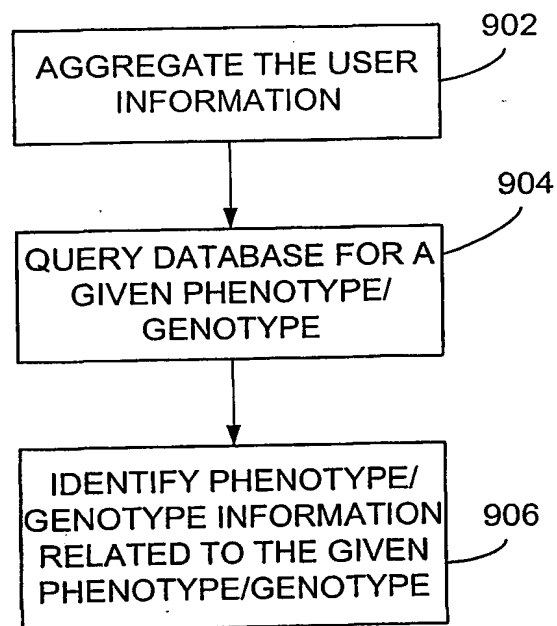 902
AGGREGATE THE USER
INFORMATION
904
QUERY DATABASE FOR A
GIVEN PHENOTYPE/
GENOTYPE
IDENTIFY PHENOTYPE/
GENOTYPE INFORMATION
RELATED TO THE GIVEN
PHENOTYPE/GENOTYPE
906